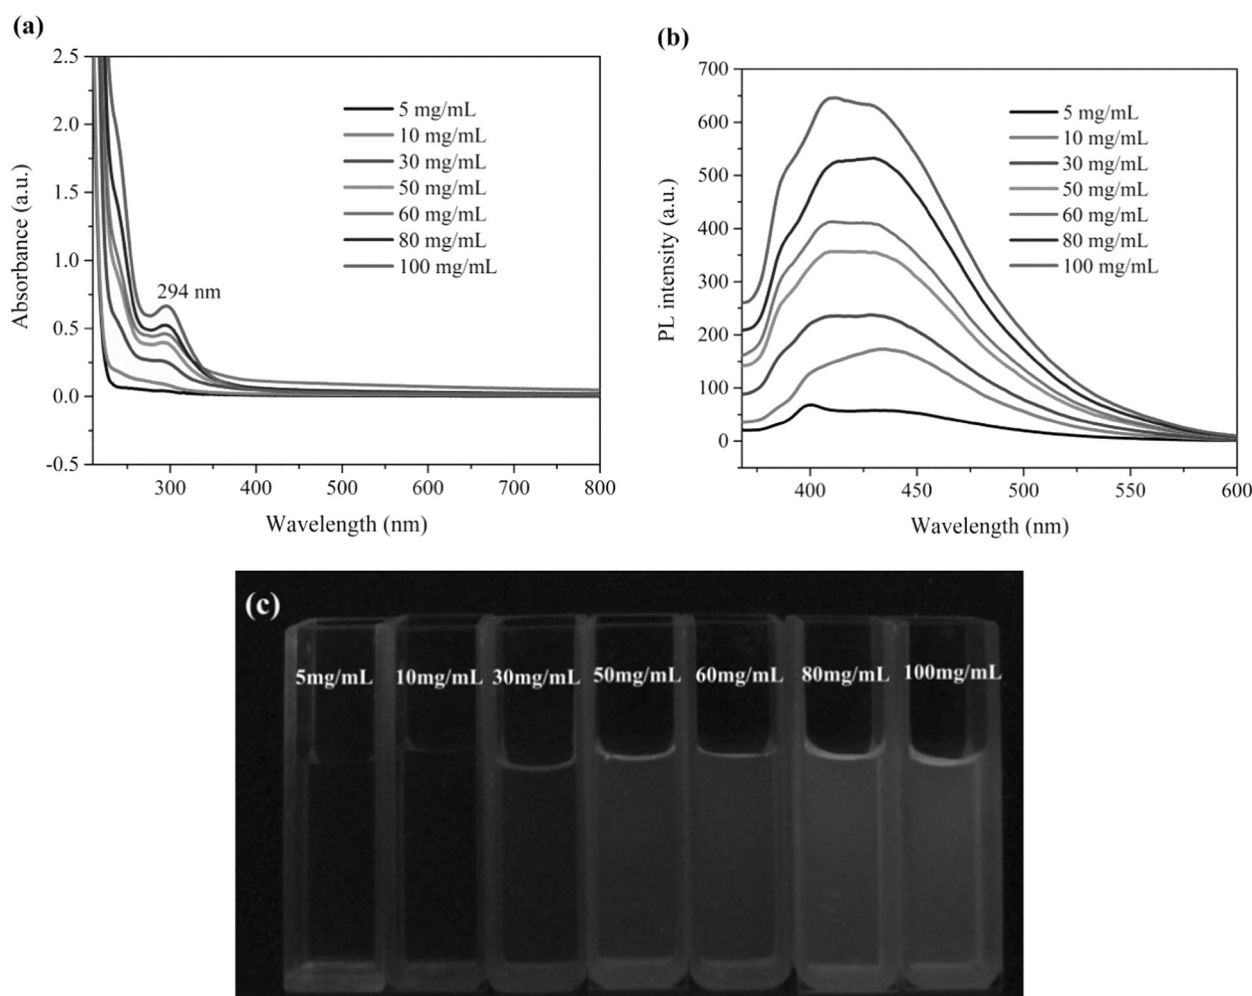 (a)
2.5
2.0
1.5
1.0
0.5
0.0
-0.5
Absorbance (a.u.)
5 mg/mL
10 mg/mL
30 mg/mL
50 mg/mL
60 mg/mL
80 mg/mL
100 mg/mL
294 nm
300
400
500
600
700
800
Wavelength (nm)
(b)
700
600
500
400
300
200
100
0
PL intensity (a.u.)
5 mg/mL
10 mg/mL
30 mg/mL
50 mg/mL
60 mg/mL
80 mg/mL
100 mg/mL
400
450
500
550
600
Wavelength (nm)
(c)
5mg/mL
10mg/mL
30mg/mL
50mg/mL
60mg/mL
80mg/mL
100mg/mL